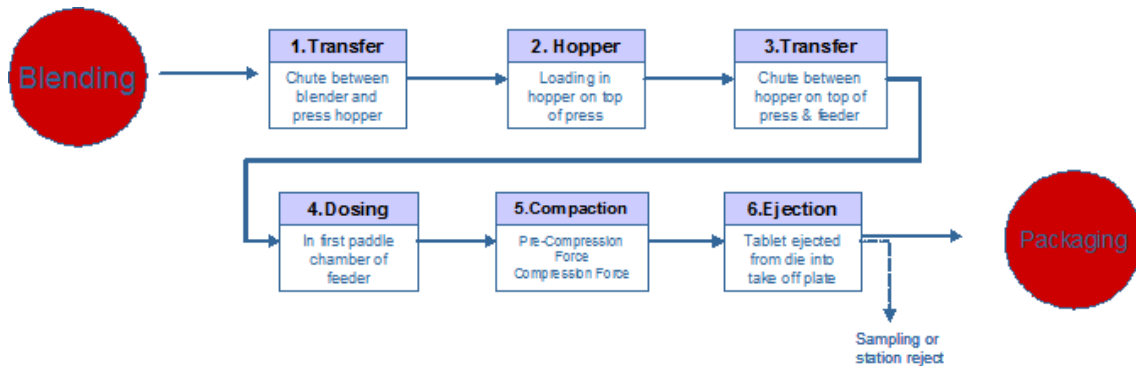 Blending
1.Transfer
Chute between
blender and
press hopper
2. Hopper
Loading in
hopper on top
of press
3.Transfer
Chute between
hopper on top of
press & feeder
4.Dosing
In first paddle
chamber of
feeder
5.Compaction
Pre-Compression
Force
Compression Force
6.Ejection
Tablet ejected
from die into
take off plate
Packaging
Sampling or
station reject